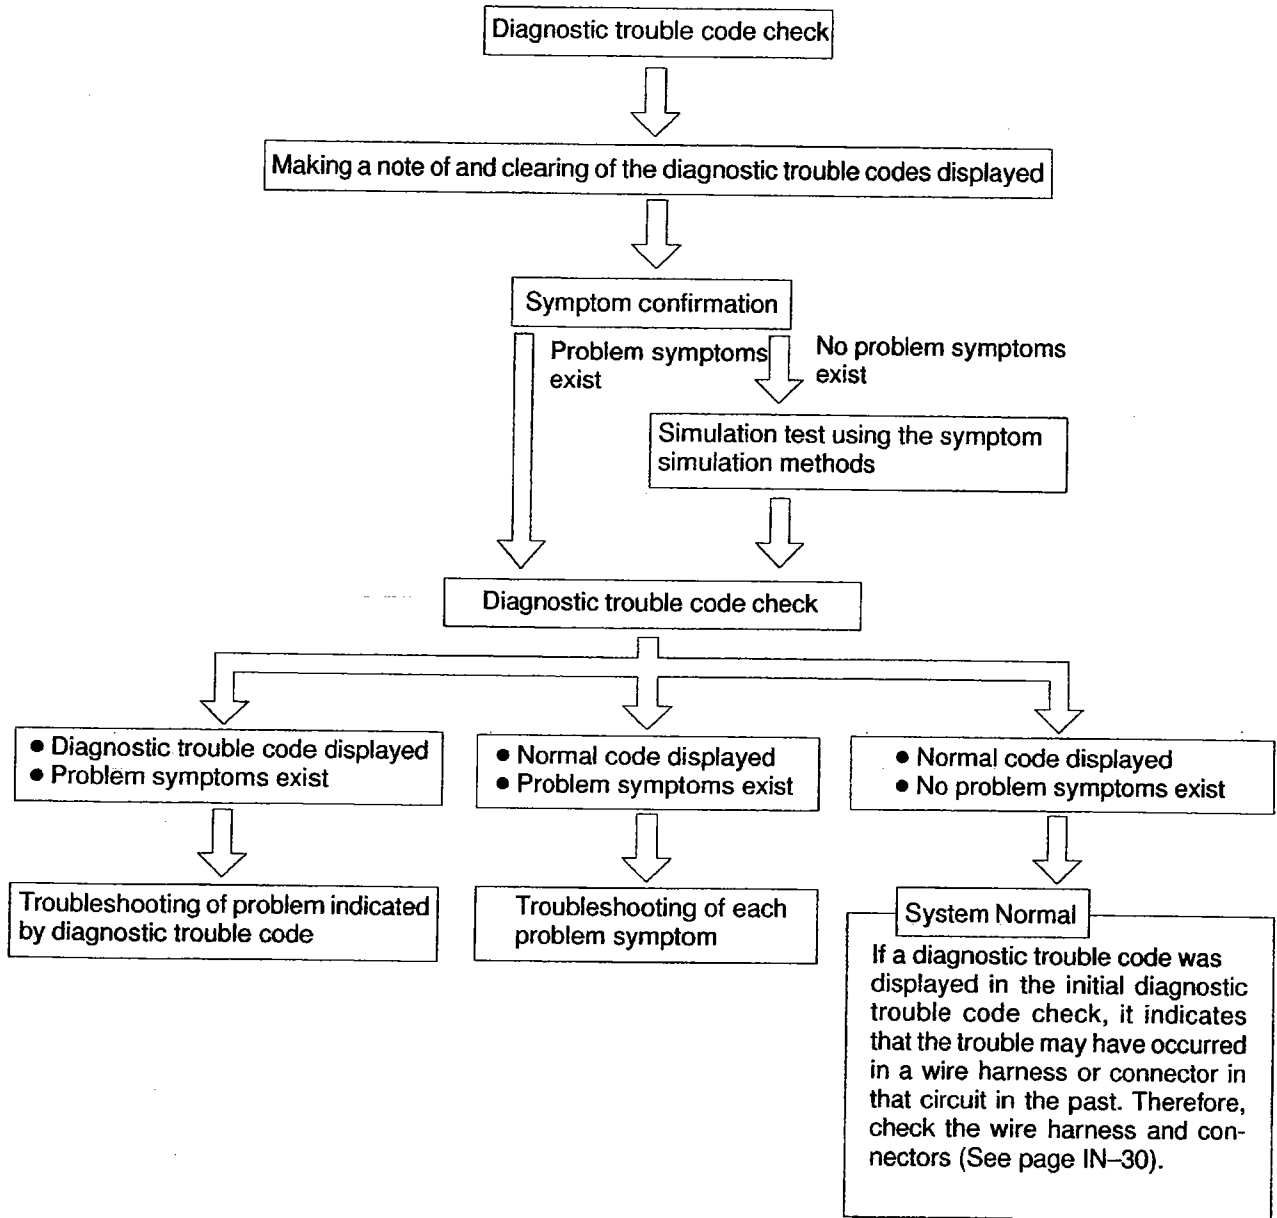 Diagnostic trouble code check
Making a note of and clearing of the diagnostic trouble codes displayed
Symptom confirmation
Problem symptoms
exist
No problem symptoms
exist
Simulation test using the symptom
simulation methods
Diagnostic trouble code check
● Diagnostic trouble code displayed
● Problem symptoms exist
● Normal code displayed
● Problem symptoms exist
● Normal code displayed
● No problem symptoms exist
Troubleshooting of problem indicated
by diagnostic trouble code
Troubleshooting of each
problem symptom
System Normal
If a diagnostic trouble code was
displayed in the initial diagnostic
trouble code check, it indicates
that the trouble may have occurred
in a wire harness or connector in
that circuit in the past. Therefore,
check the wire harness and con-
nectors (See page IN–30).